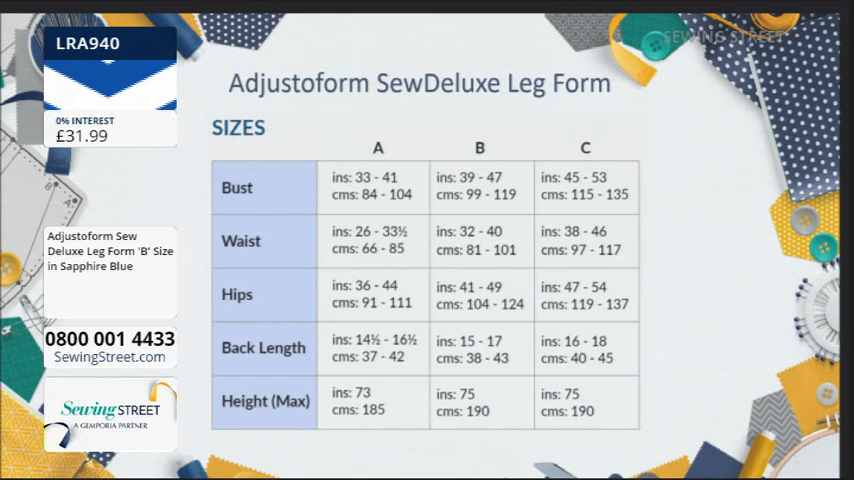 LRA940
SEWING STREET
0% INTEREST
£31.99
Adjustoform Sew
Deluxe Leg Form 'B' Size
in Sapphire Blue
0800 001 4433
SewingStreet.com
Sewing STREET
A GEMPORIA PARTNER
Adjustoform SewDeluxe Leg Form
SIZES
A B C
Bust ins: 33 - 41 ins: 39 - 47 ins: 45 - 53
cms: 84 - 104 cms: 99 - 119 cms: 115 - 135
Waist ins: 26 - 33½ ins: 32 - 40 ins: 38 - 46
cms: 66 - 85 cms: 81 - 101 cms: 97 - 117
Hips ins: 36 - 44 ins: 41 - 49 ins: 47 - 54
cms: 91 - 111 cms: 104 - 124 cms: 119 - 137
Back Length ins: 14½ - 16½ ins: 15 - 17 ins: 16 - 18
cms: 37 - 42 cms: 38 - 43 cms: 40 - 45
Height (Max) ins: 73 ins: 75 ins: 75
cms: 185 cms: 190 cms: 190
B
A